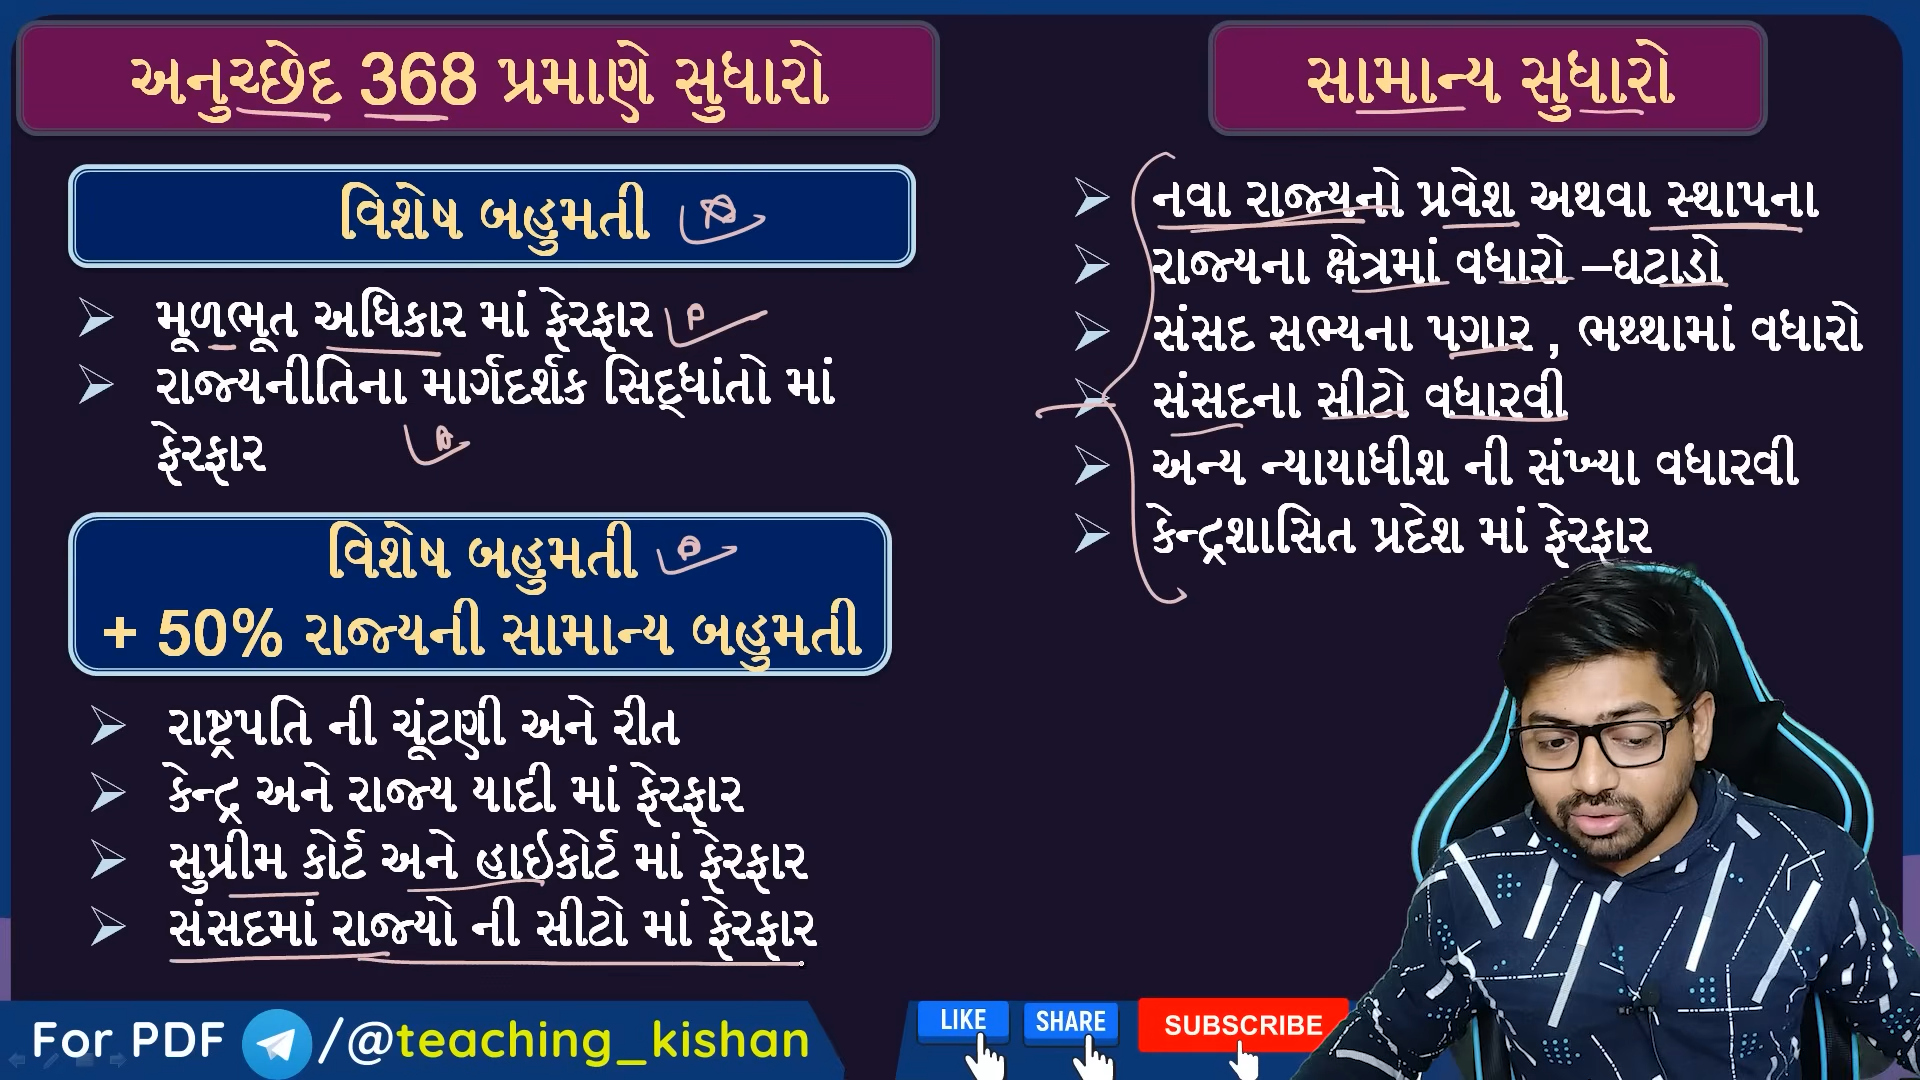 અનુચ્છેદ 368 પ્રમાણે સુધારો
વિશેષ બહુમતી
મૂળભૂત અધિકાર માં ફેરફાર
રાજ્યનીતિના માર્ગદર્શક સિદ્ધાંતો માં
ફેરફાર
વિશેષ બહુમતી
+ 50% રાજ્યની સામાન્ય બહુમતી
રાષ્ટ્રપતિ ની ચૂંટણી અને રીત
કેન્દ્ર અને રાજ્ય યાદી માં ફેરફાર
સુપ્રીમ કોર્ટ અને હાઇકોર્ટ માં ફેરફાર
સંસદમાં રાજ્યો ની સીટો માં ફેરફાર
સામાન્ય સુધારો
નવા રાજ્યનો પ્રવેશ અથવા સ્થાપના
રાજ્યના ક્ષેત્રમાં વધારો –ઘટાડો
સંસદ સભ્યના પગાર , ભથ્થામાં વધારો
સંસદના સીટો વધારવી
અન્ય ન્યાયાધીશ ની સંખ્યા વધારવી
કેન્દ્રશાસિત પ્રદેશ માં ફેરફાર
For PDF /@teaching_kishan
LIKE
SHARE
SUBSCRIBE